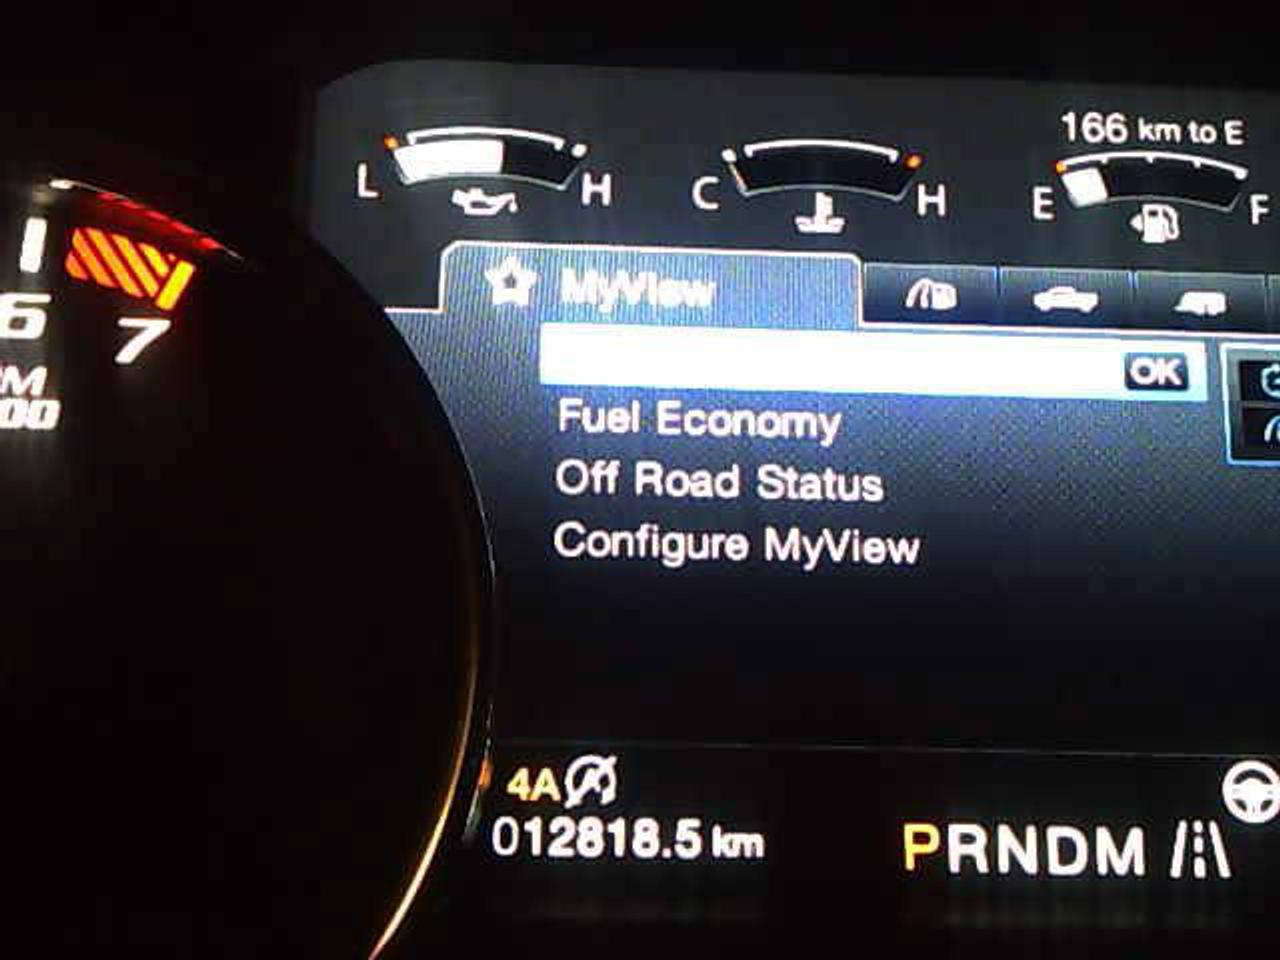 166 km to E
L H C H E F
MyView
OK
Fuel Economy
Off Road Status
Configure MyView
6 7
4A
012818.5 km
PRNDM